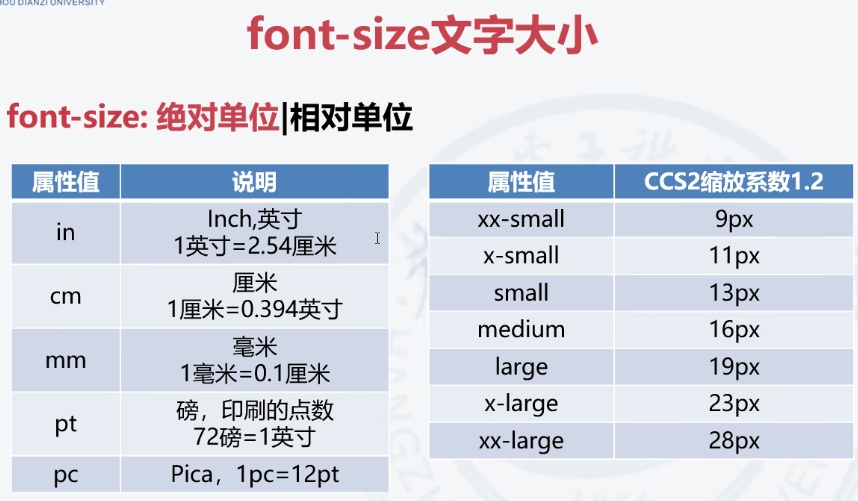 HOU DIANZI UNIVERSITY
font-size文字大小
font-size: 绝对单位|相对单位
属性值 说明
in Inch,英寸
1英寸=2.54厘米
cm 厘米
1厘米=0.394英寸
mm 毫米
1毫米=0.1厘米
pt 磅，印刷的点数
72磅=1英寸
pc Pica，1pc=12pt
属性值 CCS2缩放系数1.2
xx-small 9px
x-small 11px
small 13px
medium 16px
large 19px
x-large 23px
xx-large 28px